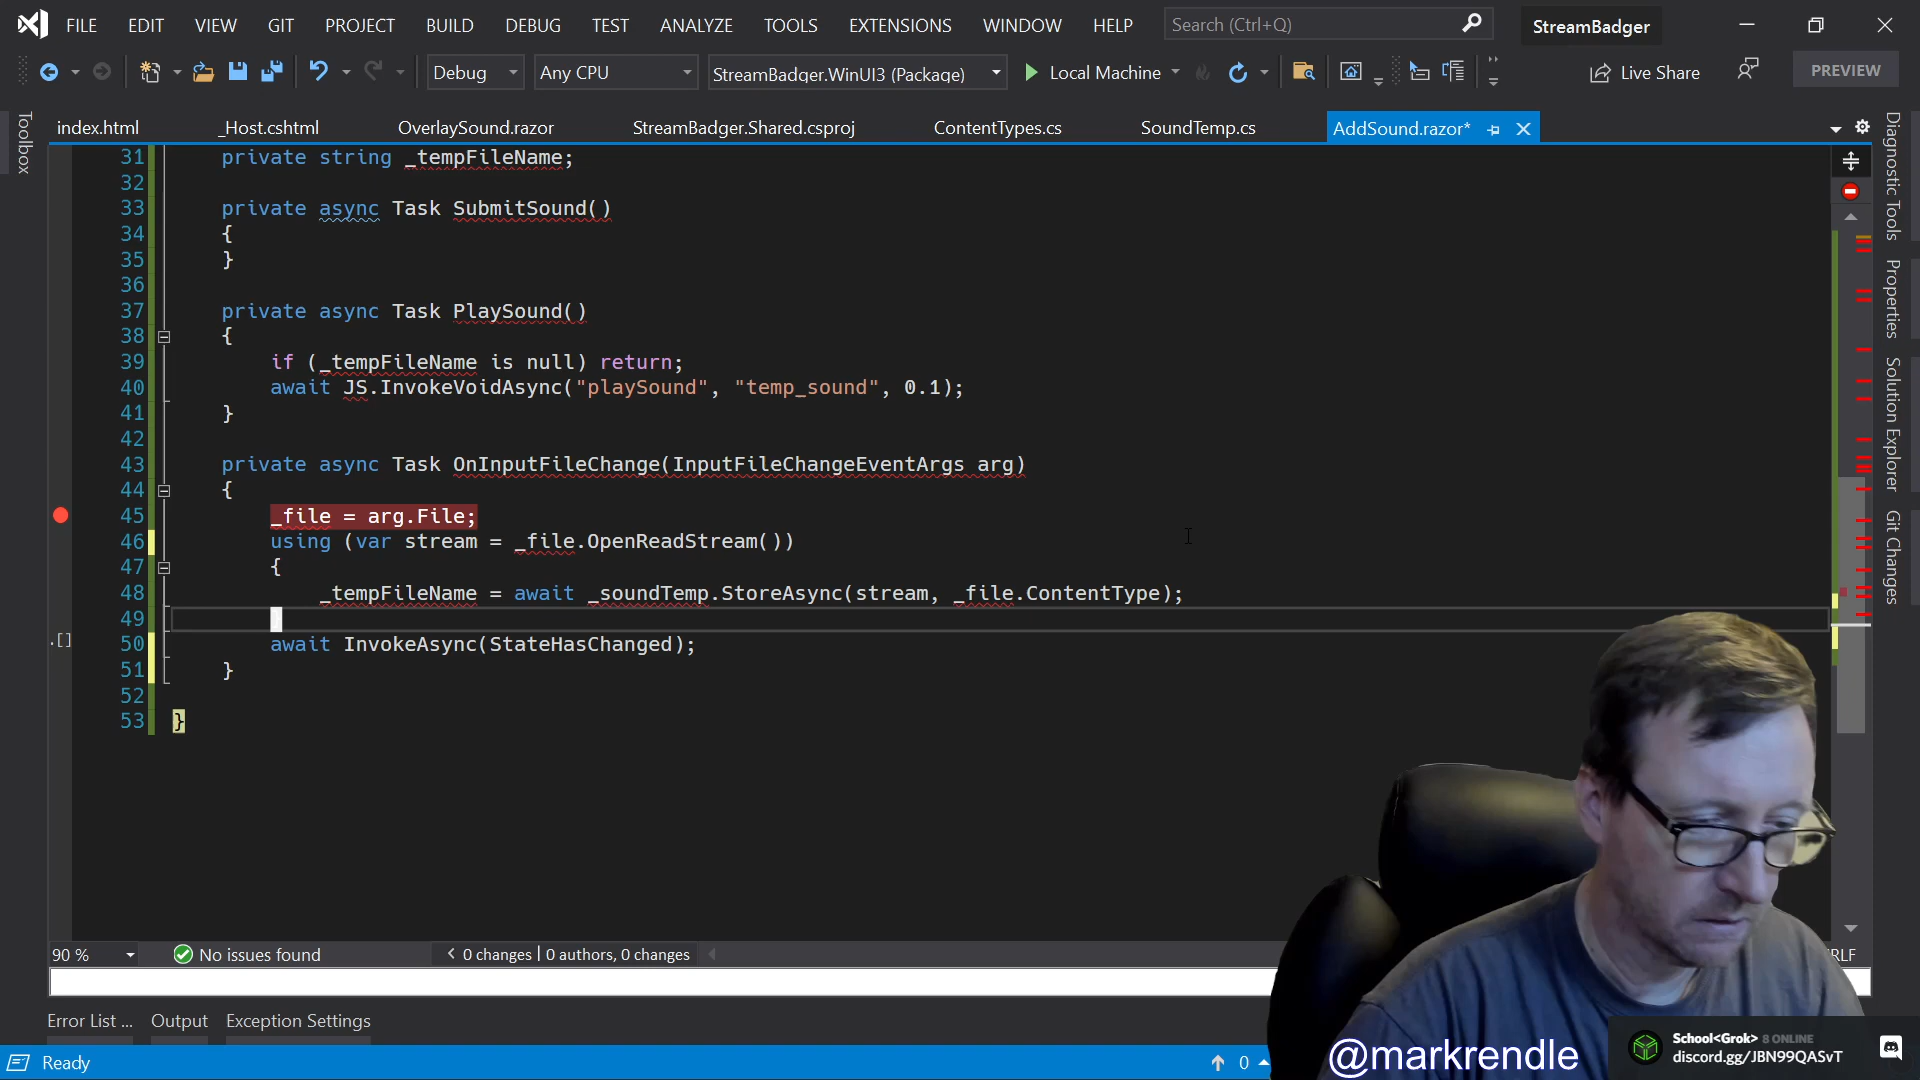 FILE EDIT VIEW GIT PROJECT BUILD DEBUG TEST ANALYZE TOOLS EXTENSIONS WINDOW HELP Search (Ctrl+Q) StreamBadger
Debug Any CPU StreamBadger.WinUI3 (Package) Local Machine Live Share PREVIEW
index.html _Host.cshtml OverlaySound.razor StreamBadger.Shared.csproj ContentTypes.cs SoundTemp.cs AddSound.razor*
Toolbox
31 private string _tempFileName;
32
33 private async Task SubmitSound()
34 {
35 }
36
37 private async Task PlaySound()
38 {
39 if (_tempFileName is null) return;
40 await JS.InvokeVoidAsync("playSound", "temp_sound", 0.1);
41 }
42
43 private async Task OnInputFileChange(InputFileChangeEventArgs arg)
44 {
45 _file = arg.File;
46 using (var stream = _file.OpenReadStream())
47 {
48 _tempFileName = await _soundTemp.StoreAsync(stream, _file.ContentType);
49
50 await InvokeAsync(StateHasChanged);
51 }
52
53 }
Diagnostic Tools
Properties
Solution Explorer
Git Changes
90 % No issues found 0 changes | 0 authors, 0 changes
Error List ... Output Exception Settings
Ready 0
@markrendle
School<Grok> 8 ONLINE
discord.gg/JBN99QASvT